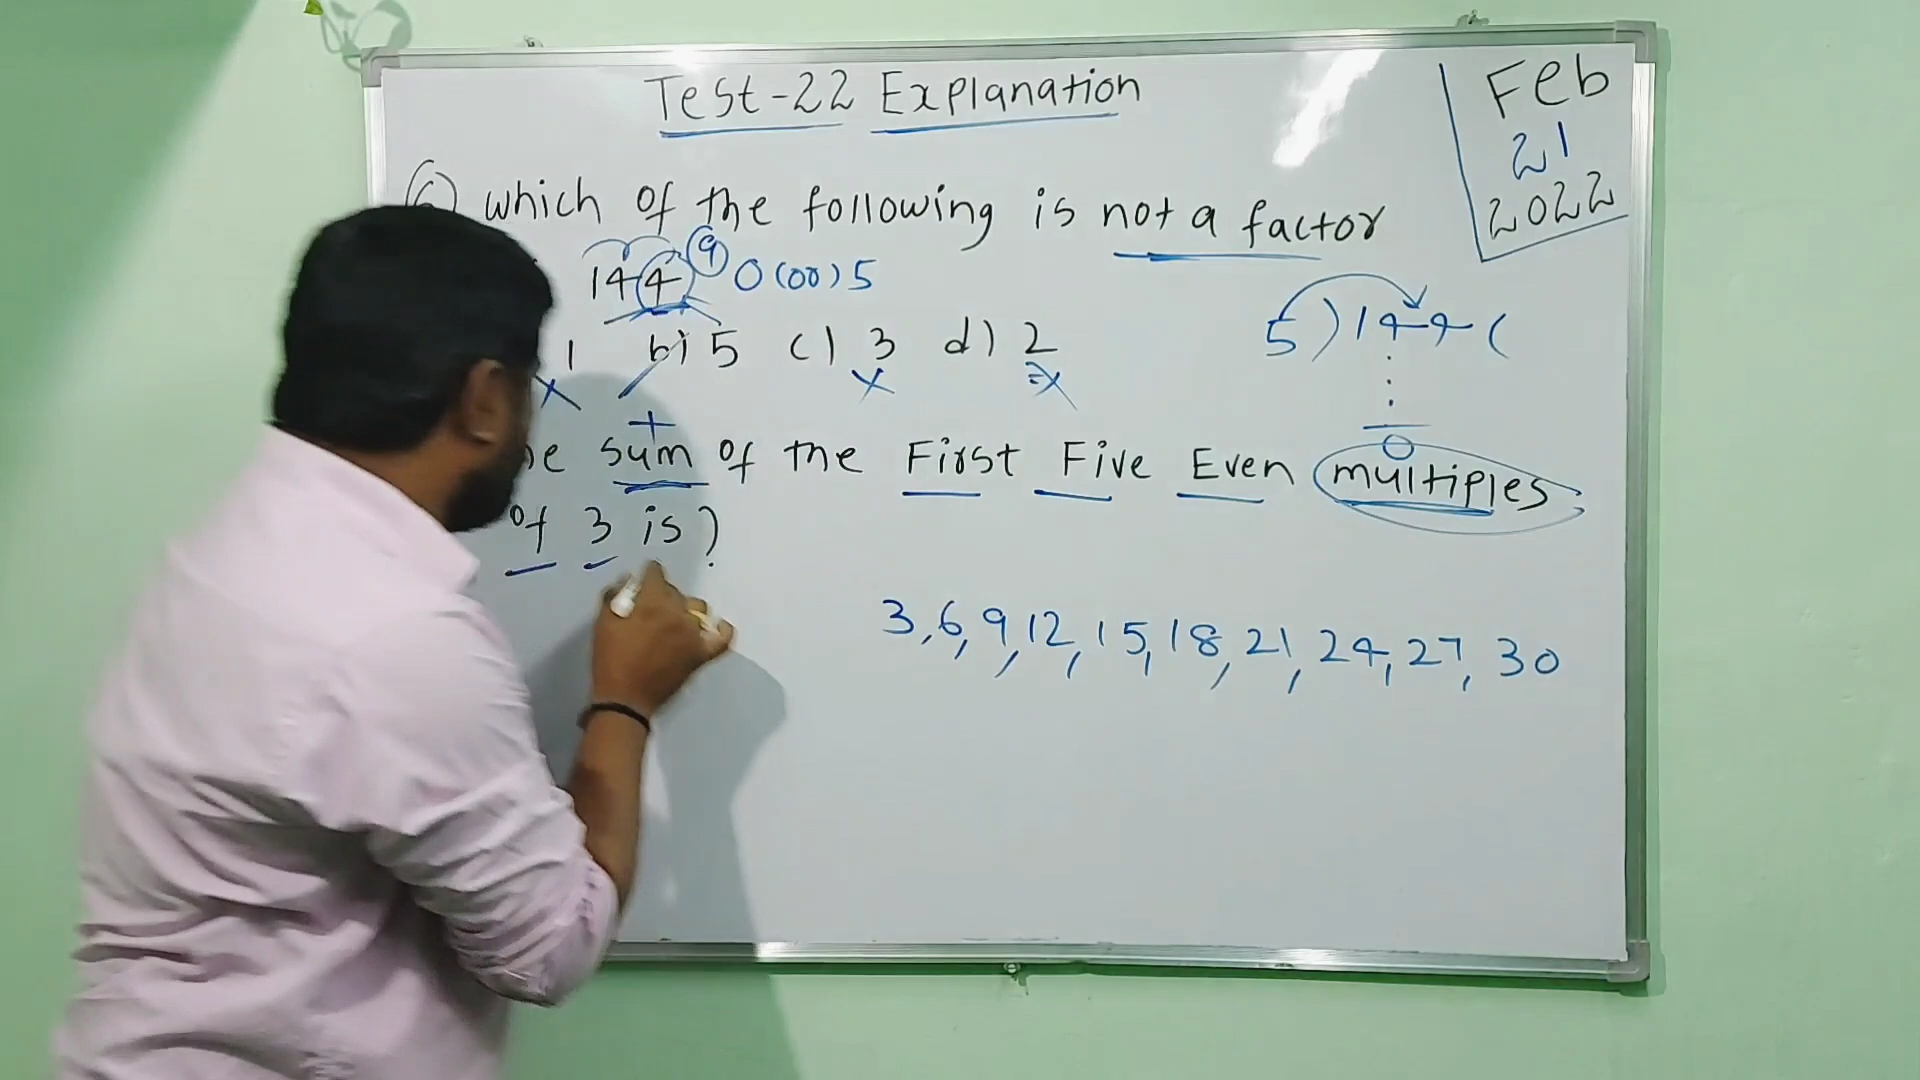 Test-22 Explanation
Feb
21
2022
which of the following is not a factor
144 9 0 (or) 5
1 b) 5 c) 3 d) 2
5 ) 144 (
0
+
sum of the First Five Even multiples
of 3 is?
3, 6, 9, 12, 15, 18, 21, 24, 27, 30